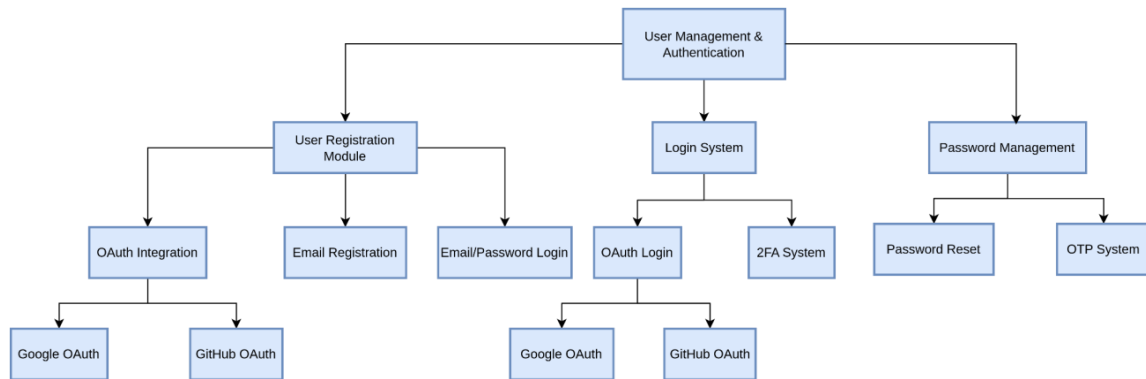 User Management &
Authentication
User Registration
Module
Login System
Password Management
OAuth Integration
Email Registration
Email/Password Login
OAuth Login
2FA System
Password Reset
OTP System
Google OAuth
GitHub OAuth
Google OAuth
GitHub OAuth